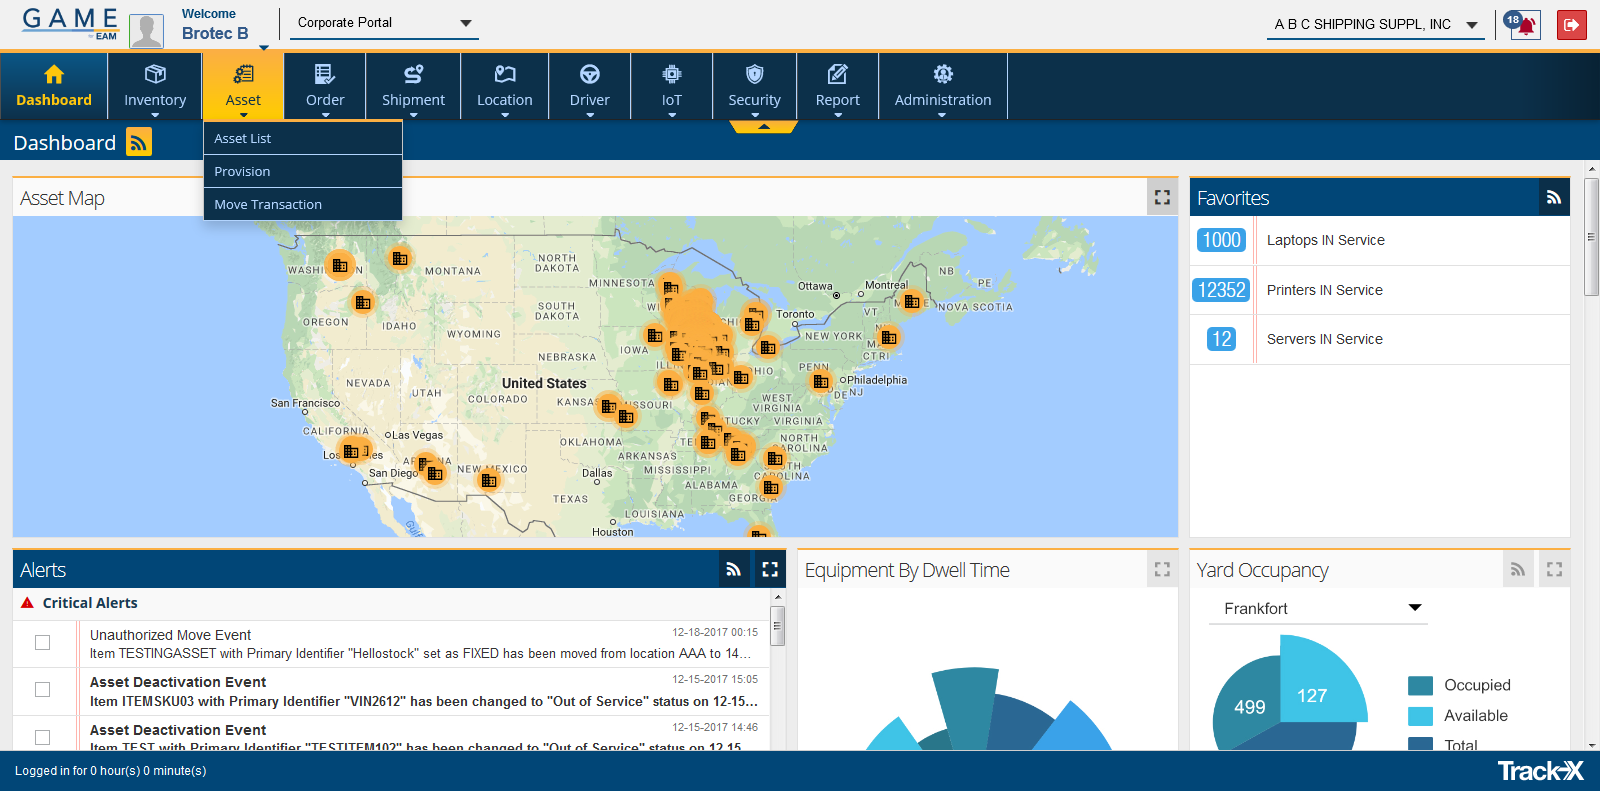 GAME
EAM
Welcome
Brotec B
Corporate Portal
A B C SHIPPING SUPPL, INC
18
Dashboard
Inventory
Asset
Order
Shipment
Location
Driver
IoT
Security
Report
Administration
Dashboard
Asset List
Provision
Move Transaction
Asset Map
MONTANA
NORTH
DAKOTA
MINNESOTA
OREGON
IDAHO
SOUTH
DAKOTA
WYOMING
IOWA
NEBRASKA
NEVADA
UTAH
COLORADO
United States
San Francisco
CALIFORNIA
Las Vegas
San Diego
OKLAHOMA
ARKANSAS
MISSISSIPPI
Dallas
TEXAS
ALABAMA
LOUISIANA
Houston
Ottawa
Montreal
NB
PE
NOVA SCOTIA
VT
Toronto
NEW YORK
MA
CT RI
PENN
Philadelphia
DE NJ
WEST
VIRGINIA
VIRGINIA
NORTH
CAROLINA
Gulf
Favorites
1000
Laptops IN Service
12352
Printers IN Service
12
Servers IN Service
Alerts
Critical Alerts
Unauthorized Move Event
12-18-2017 00:15
Item TESTINGASSET with Primary Identifier "Hellostock" set as FIXED has been moved from location AAA to 14...
Asset Deactivation Event
12-15-2017 15:05
Item ITEMSKU03 with Primary Identifier "VIN2612" has been changed to "Out of Service" status on 12-15...
Asset Deactivation Event
12-15-2017 14:46
Item TEST with Primary Identifier "TESTITEM102" has been changed to "Out of Service" status on 12-15...
Equipment By Dwell Time
Yard Occupancy
Frankfort
499
127
Occupied
Available
Total
Logged in for 0 hour(s) 0 minute(s)
Track-X